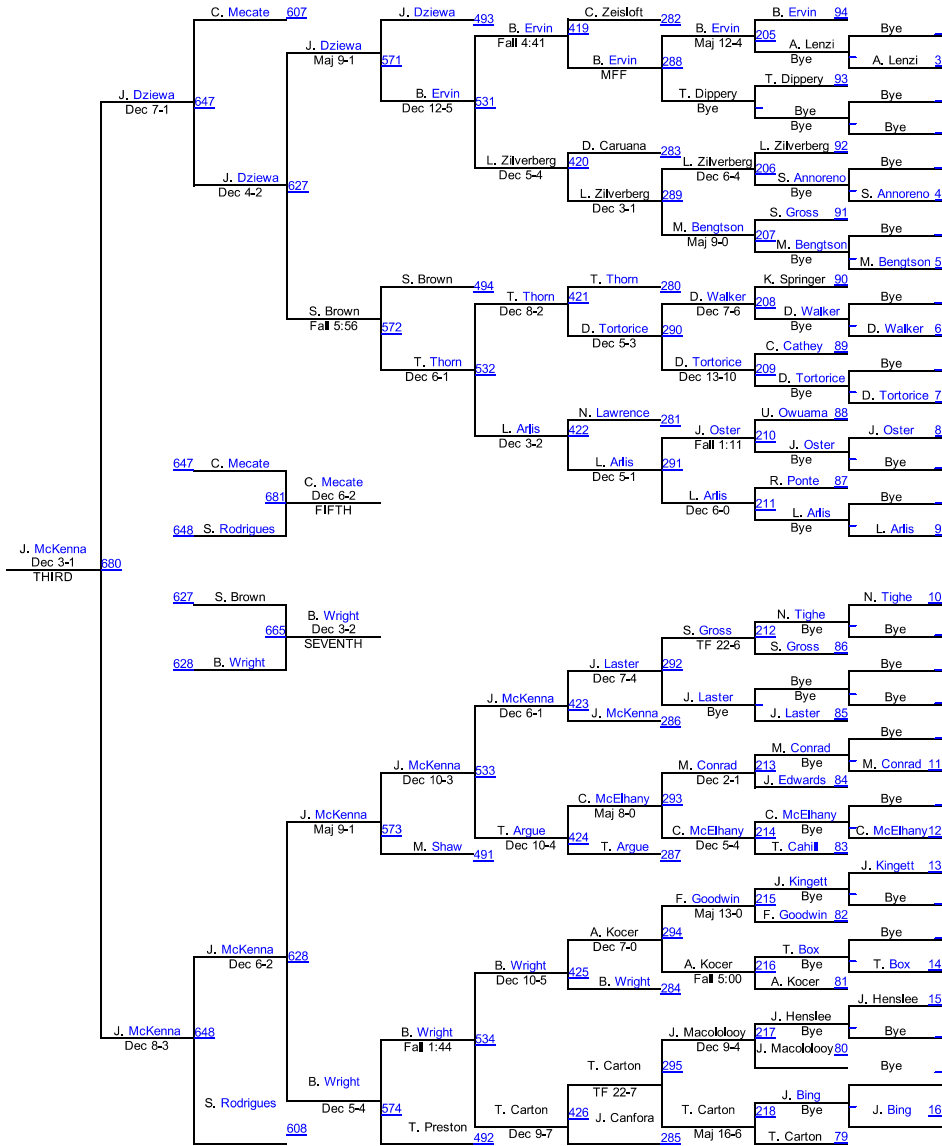 C. Mecate 607
J. Dziewa 493
C. Zeisloft 282
B. Ervin 94
Bye
B. Ervin 419
Fall 4:41
B. Ervin 205
Maj 12-4
A. Lenzi
Bye
A. Lenzi 3
J. Dziewa 571
Maj 9-1
B. Ervin 288
MFF
T. Dippery 93
Bye
T. Dippery
Bye
Bye
Bye
Bye
J. Dziewa 647
Dec 7-1
B. Ervin 531
Dec 12-5
D. Caruana 283
L. Zilverberg 92
Bye
L. Zilverberg 420
Dec 5-4
L. Zilverberg 206
Dec 6-4
S. Annoreno
Bye
S. Annoreno 4
J. Dziewa 627
Dec 4-2
L. Zilverberg 289
Dec 3-1
S. Gross 91
Bye
M. Bengtson 207
Maj 9-0
M. Bengtson
Bye
M. Bengtson 5
S. Brown 494
T. Thorn 280
K. Springer 90
Bye
T. Thorn 421
Dec 8-2
D. Walker 208
Dec 7-6
D. Walker
Bye
D. Walker 6
S. Brown 572
Fall 5:56
D. Tortorice 290
Dec 5-3
C. Cathey 89
Bye
T. Thorn 532
Dec 6-1
D. Tortorice 209
Dec 13-10
D. Tortorice
Bye
D. Tortorice 7
N. Lawrence 281
U. Owuama 88
J. Oster 8
L. Arlis 422
Dec 3-2
J. Oster 210
Fall 1:11
J. Oster
Bye
Bye
647 C. Mecate
C. Mecate
681 Dec 6-2
FIFTH
648 S. Rodrigues
L. Arlis 291
Dec 5-1
R. Ponte 87
Bye
L. Arlis 211
Dec 6-0
L. Arlis
Bye
L. Arlis 9
J. McKenna
Dec 3-1 680
THIRD
627 S. Brown
B. Wright
665 Dec 3-2
SEVENTH
628 B. Wright
N. Tighe 10
N. Tighe
Bye
Bye
S. Gross 212
TF 22-6
S. Gross 86
J. Laster 292
Dec 7-4
Bye
Bye
Bye
Bye
J. Laster
Bye
J. Laster 85
J. McKenna 423
Dec 6-1
J. McKenna 286
Bye
M. Conrad
Bye
M. Conrad 11
J. McKenna 533
Dec 10-3
M. Conrad 213
Dec 2-1
J. Edwards 84
C. McElhany 293
Maj 8-0
Bye
C. McElhany
Bye
C. McElhany 12
J. McKenna 573
Maj 9-1
T. Argue 424
Dec 10-4
C. McElhany 214
Dec 5-4
T. Cahill 83
M. Shaw 491
T. Argue 287
J. Kingett 13
J. Kingett
Bye
Bye
F. Goodwin 215
Maj 13-0
F. Goodwin 82
A. Kocer 294
Dec 7-0
Bye
T. Box
Bye
T. Box 14
J. McKenna 628
Dec 6-2
B. Wright 425
Dec 10-5
A. Kocer 216
Fall 5:00
A. Kocer 81
B. Wright 284
J. Henslee 15
J. Henslee
Bye
Bye
J. McKenna 648
Dec 8-3
B. Wright 534
Fall 1:44
J. Macololooy 217
Dec 9-4
J. Macololooy 80
T. Carton 295
TF 22-7
Bye
J. Bing
Bye
J. Bing 16
B. Wright 574
Dec 5-4
T. Carton 426
Dec 9-7
T. Carton 218
Maj 16-6
T. Carton 79
S. Rodrigues 608
T. Preston 492
J. Canfora 285